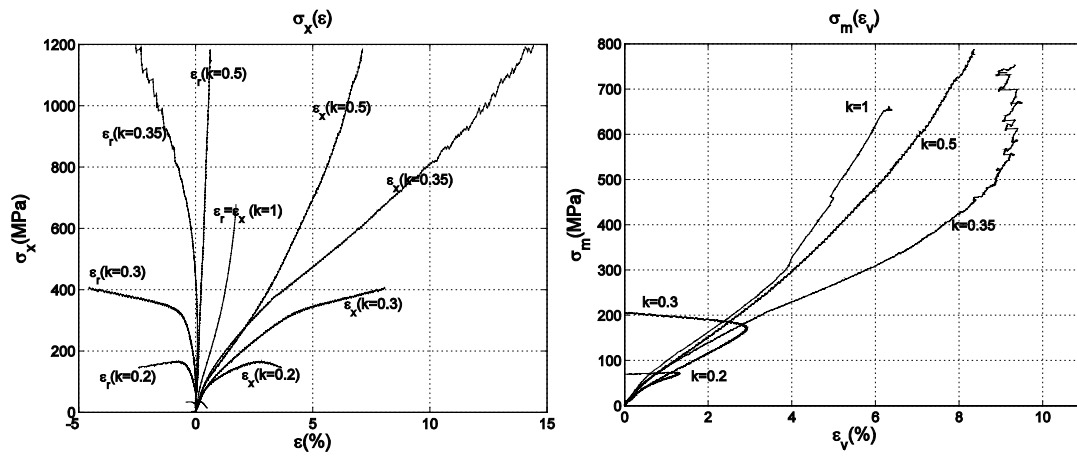 σx(ε)
1200
1000
800
600
400
200
0
-5
0
5
10
15
σx(MPa)
ε(%)
εr(k=0.5)
εr(k=0.35)
εx(k=0.5)
εx(k=0.35)
εr=εx (k=1)
εr(k=0.3)
εx(k=0.3)
εr(k=0.2)
εx(k=0.2)
σm(εv)
800
700
600
500
400
300
200
100
0
0
2
4
6
8
10
σm(MPa)
εv(%)
k=1
k=0.5
k=0.35
k=0.3
k=0.2